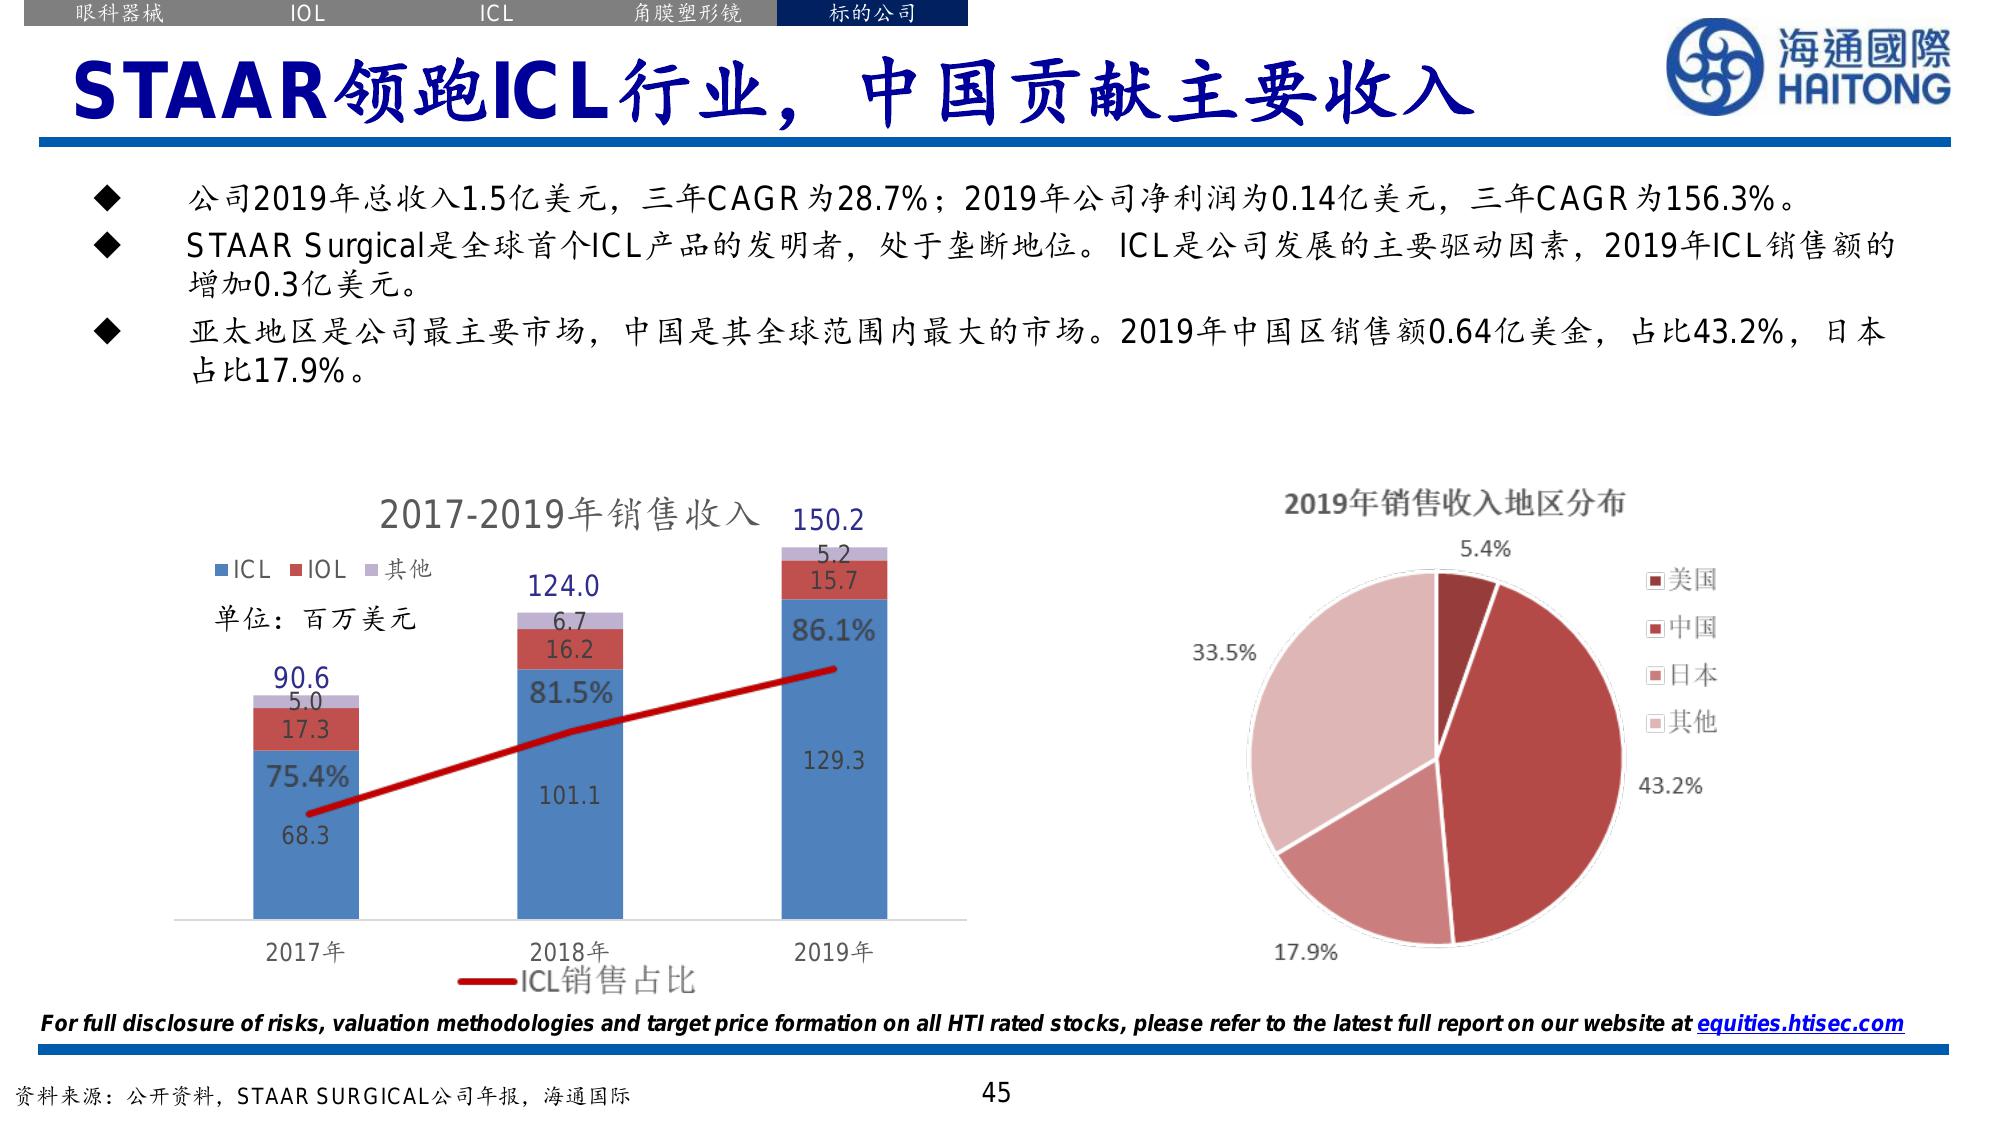 眼科器械 IOL ICL 角膜塑形镜 标的公司
海通國際
HAITONG
STAAR领跑ICL行业，中国贡献主要收入
◆ 公司2019年总收入1.5亿美元，三年CAGR为28.7%；2019年公司净利润为0.14亿美元，三年CAGR为156.3%。
◆ STAAR Surgical是全球首个ICL产品的发明者，处于垄断地位。 ICL是公司发展的主要驱动因素，2019年ICL销售额的
增加0.3亿美元。
◆ 亚太地区是公司最主要市场，中国是其全球范围内最大的市场。2019年中国区销售额0.64亿美金，占比43.2%，日本
占比17.9%。
2017-2019年销售收入
ICL IOL 其他
单位：百万美元
90.6
5.0
17.3
75.4%
68.3
124.0
6.7
16.2
81.5%
101.1
150.2
5.2
15.7
86.1%
129.3
2017年 2018年 2019年
ICL销售占比
2019年销售收入地区分布
5.4%
33.5%
43.2%
17.9%
美国
中国
日本
其他
For full disclosure of risks, valuation methodologies and target price formation on all HTI rated stocks, please refer to the latest full report on our website at equities.htisec.com
资料来源：公开资料，STAAR SURGICAL公司年报，海通国际
45